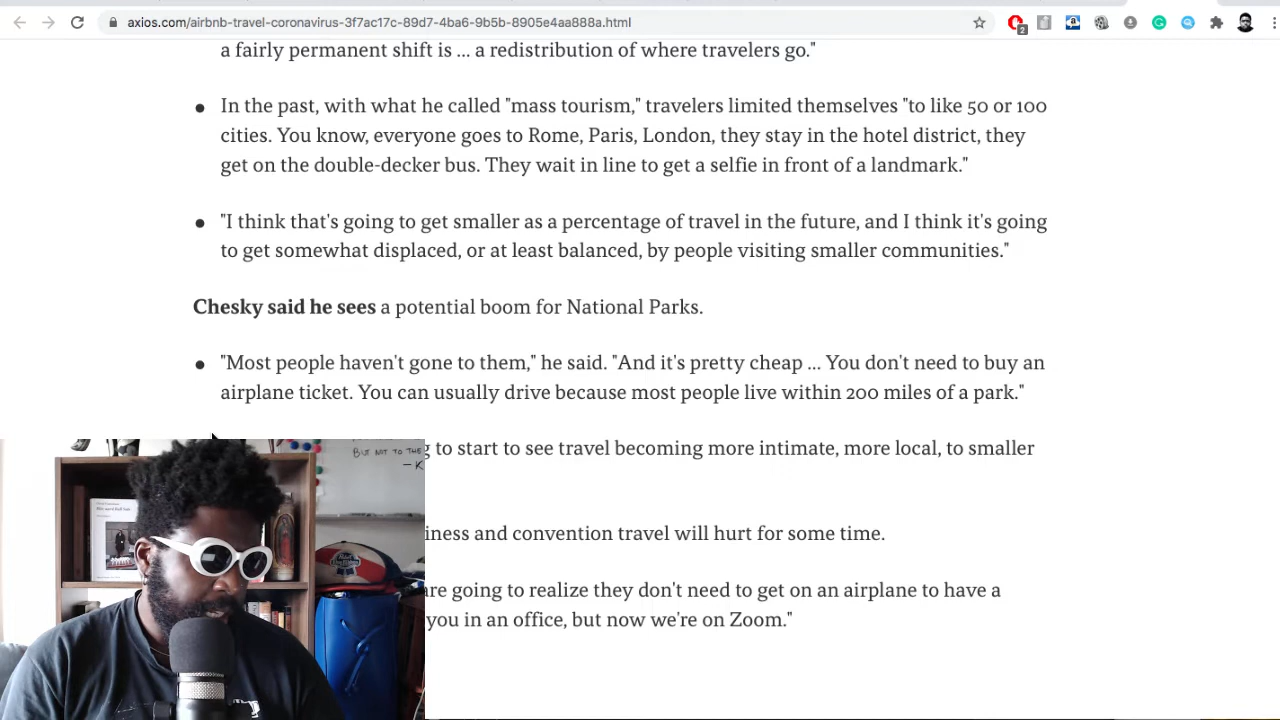 axios.com/airbnb-travel-coronavirus-3f7ac17c-89d7-4ba6-9b5b-8905e4aa888a.html
2
a fairly permanent shift is ... a redistribution of where travelers go."
In the past, with what he called "mass tourism," travelers limited themselves "to like 50 or 100
cities. You know, everyone goes to Rome, Paris, London, they stay in the hotel district, they
get on the double-decker bus. They wait in line to get a selfie in front of a landmark."
"I think that's going to get smaller as a percentage of travel in the future, and I think it's going
to get somewhat displaced, or at least balanced, by people visiting smaller communities."
Chesky said he sees a potential boom for National Parks.
"Most people haven't gone to them," he said. "And it's pretty cheap ... You don't need to buy an
airplane ticket. You can usually drive because most people live within 200 miles of a park."
to start to see travel becoming more intimate, more local, to smaller
BUT NOT TO THE
- K
and convention travel will hurt for some time.
going to realize they don't need to get on an airplane to have a
you in an office, but now we're on Zoom."